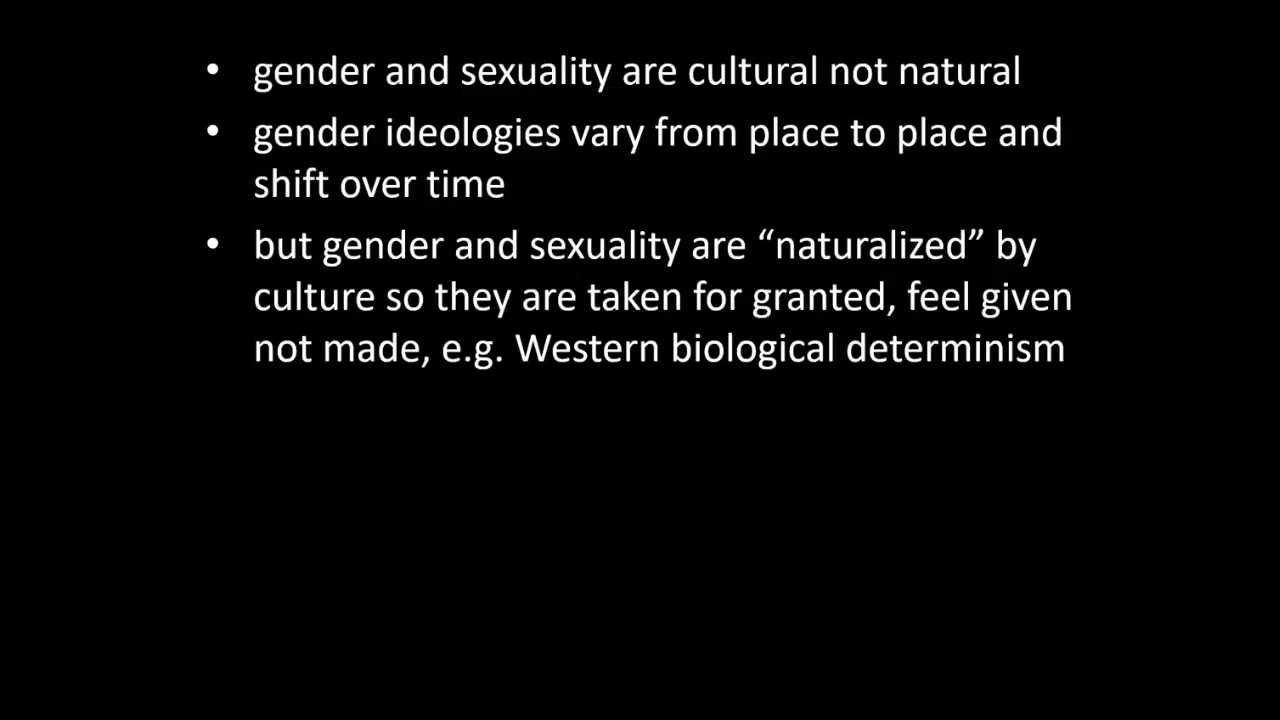 • gender and sexuality are cultural not natural
• gender ideologies vary from place to place and
shift over time
• but gender and sexuality are “naturalized” by
culture so they are taken for granted, feel given
not made, e.g. Western biological determinism